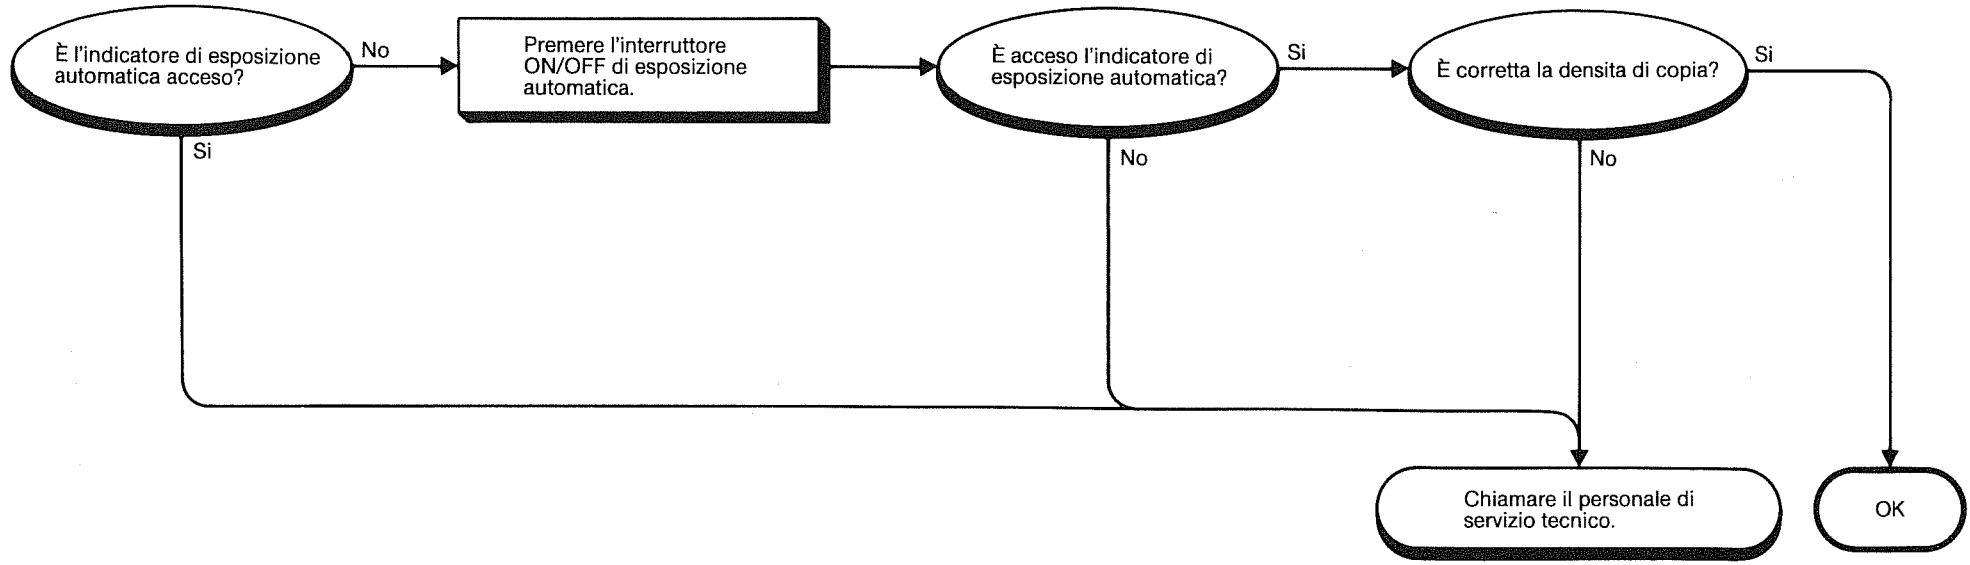 È l'indicatore di esposizione
automatica acceso?
No
Si
Premere l'interruttore
ON/OFF di esposizione
automatica.
È acceso l'indicatore di
esposizione automatica?
Si
No
È corretta la densita di copia?
Si
No
Chiamare il personale di
servizio tecnico.
OK